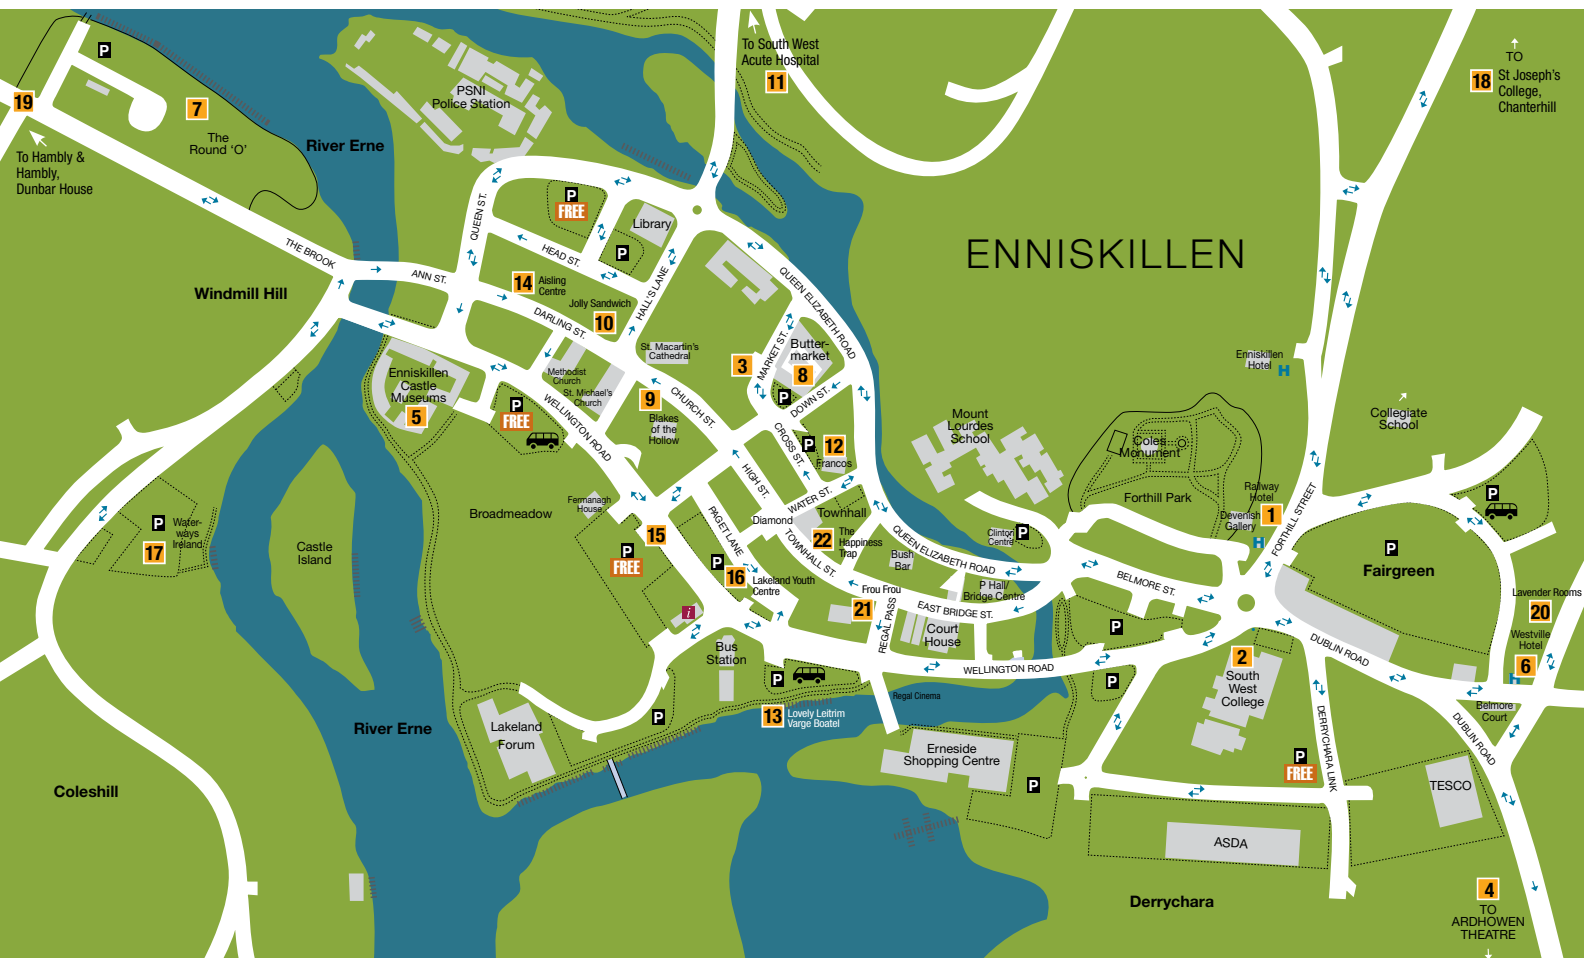 P
19
7
The
Round ‘O’
To Hambly &
Hambly,
Dunbar House
River Erne
PSNI
Police Station
To South West
Acute Hospital
11
TO
18
St Joseph’s
College,
Chanterhill
ENNISKILLEN
THE BROOK
Windmill Hill
ANN ST.
QUEEN ST.
P
FREE
HEAD ST.
P
Library
HALL'S LANE
14
Aisling
Centre
Jolly Sandwich
10
DARLING ST.
St. Macartin’s
Cathedral
Methodist
Church
St. Michael’s
Church
9
Blakes
of the
Hollow
CHURCH ST.
3
MARKET ST.
Butter-
market
8
P
DOWN ST.
QUEEN ELIZABETH ROAD
Enniskillen
Castle
Museums
5
P
FREE
WELLINGTON ROAD
CROSS ST.
P
12
Francos
HIGH ST.
WATER ST.
Diamond
Townhall
22
The
Happiness
Trap
TOWNHALL ST.
PAGET LANE
Fermanagh
House
Broadmeadow
15
P
FREE
P
16
Lakeland Youth
Centre
i
Bus
Station
P
13
Lovely Leitrim
Varge Boatel
P
Lakeland
Forum
Castle
Island
P
Water-
ways
Ireland
17
River Erne
Coleshill
Mount
Lourdes
School
Bush
Bar
QUEEN ELIZABETH ROAD
Clinton
Centre
P
P Hall/
Bridge Centre
Frou Frou
21
REGAL PASS
EAST BRIDGE ST.
Court
House
WELLINGTON ROAD
Regal Cinema
Erneside
Shopping Centre
P
P
P
BELMORE ST.
Coles
Monument
Forthill Park
Enniskillen
Hotel
H
Railway
Hotel
1
Devenish
Gallery
H
FORTHILL STREET
Collegiate
School
P
P
Fairgreen
Lavender Rooms
20
Westville
Hotel
6
H
Belmore
Court
DUBLIN ROAD
DUBLIN ROAD
2
South
West
College
DERRYCHARA LINK
P
FREE
TESCO
ASDA
Derrychara
4
TO
ARDHOWEN
THEATRE